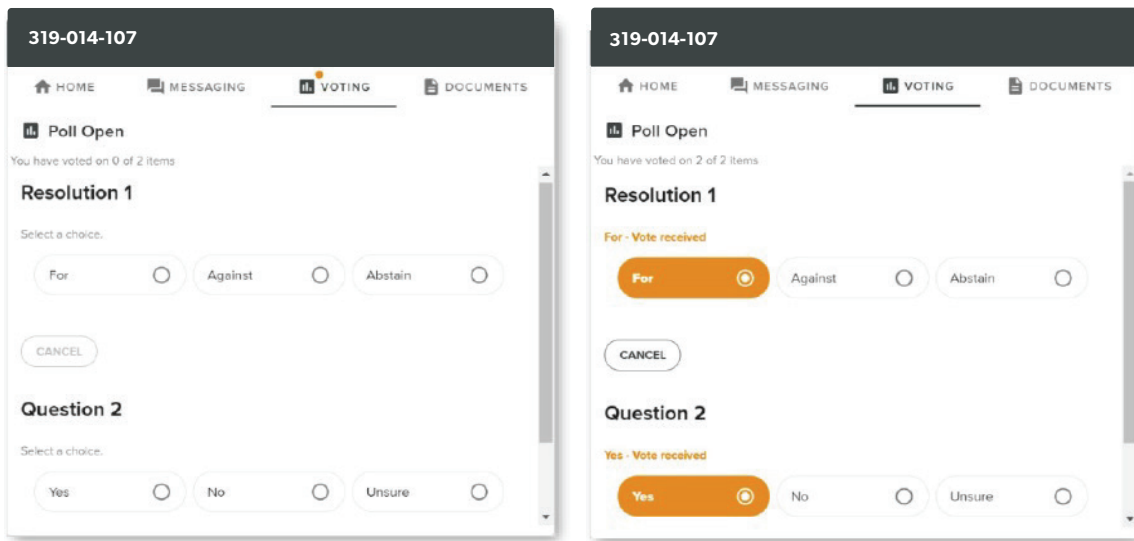 319-014-107
HOME MESSAGING VOTING DOCUMENTS
Poll Open
You have voted on 0 of 2 items
Resolution 1
Select a choice.
For Against Abstain
CANCEL
Question 2
Select a choice.
Yes No Unsure
319-014-107
HOME MESSAGING VOTING DOCUMENTS
Poll Open
You have voted on 2 of 2 items
Resolution 1
For - Vote received
For Against Abstain
CANCEL
Question 2
Yes - Vote received
Yes No Unsure